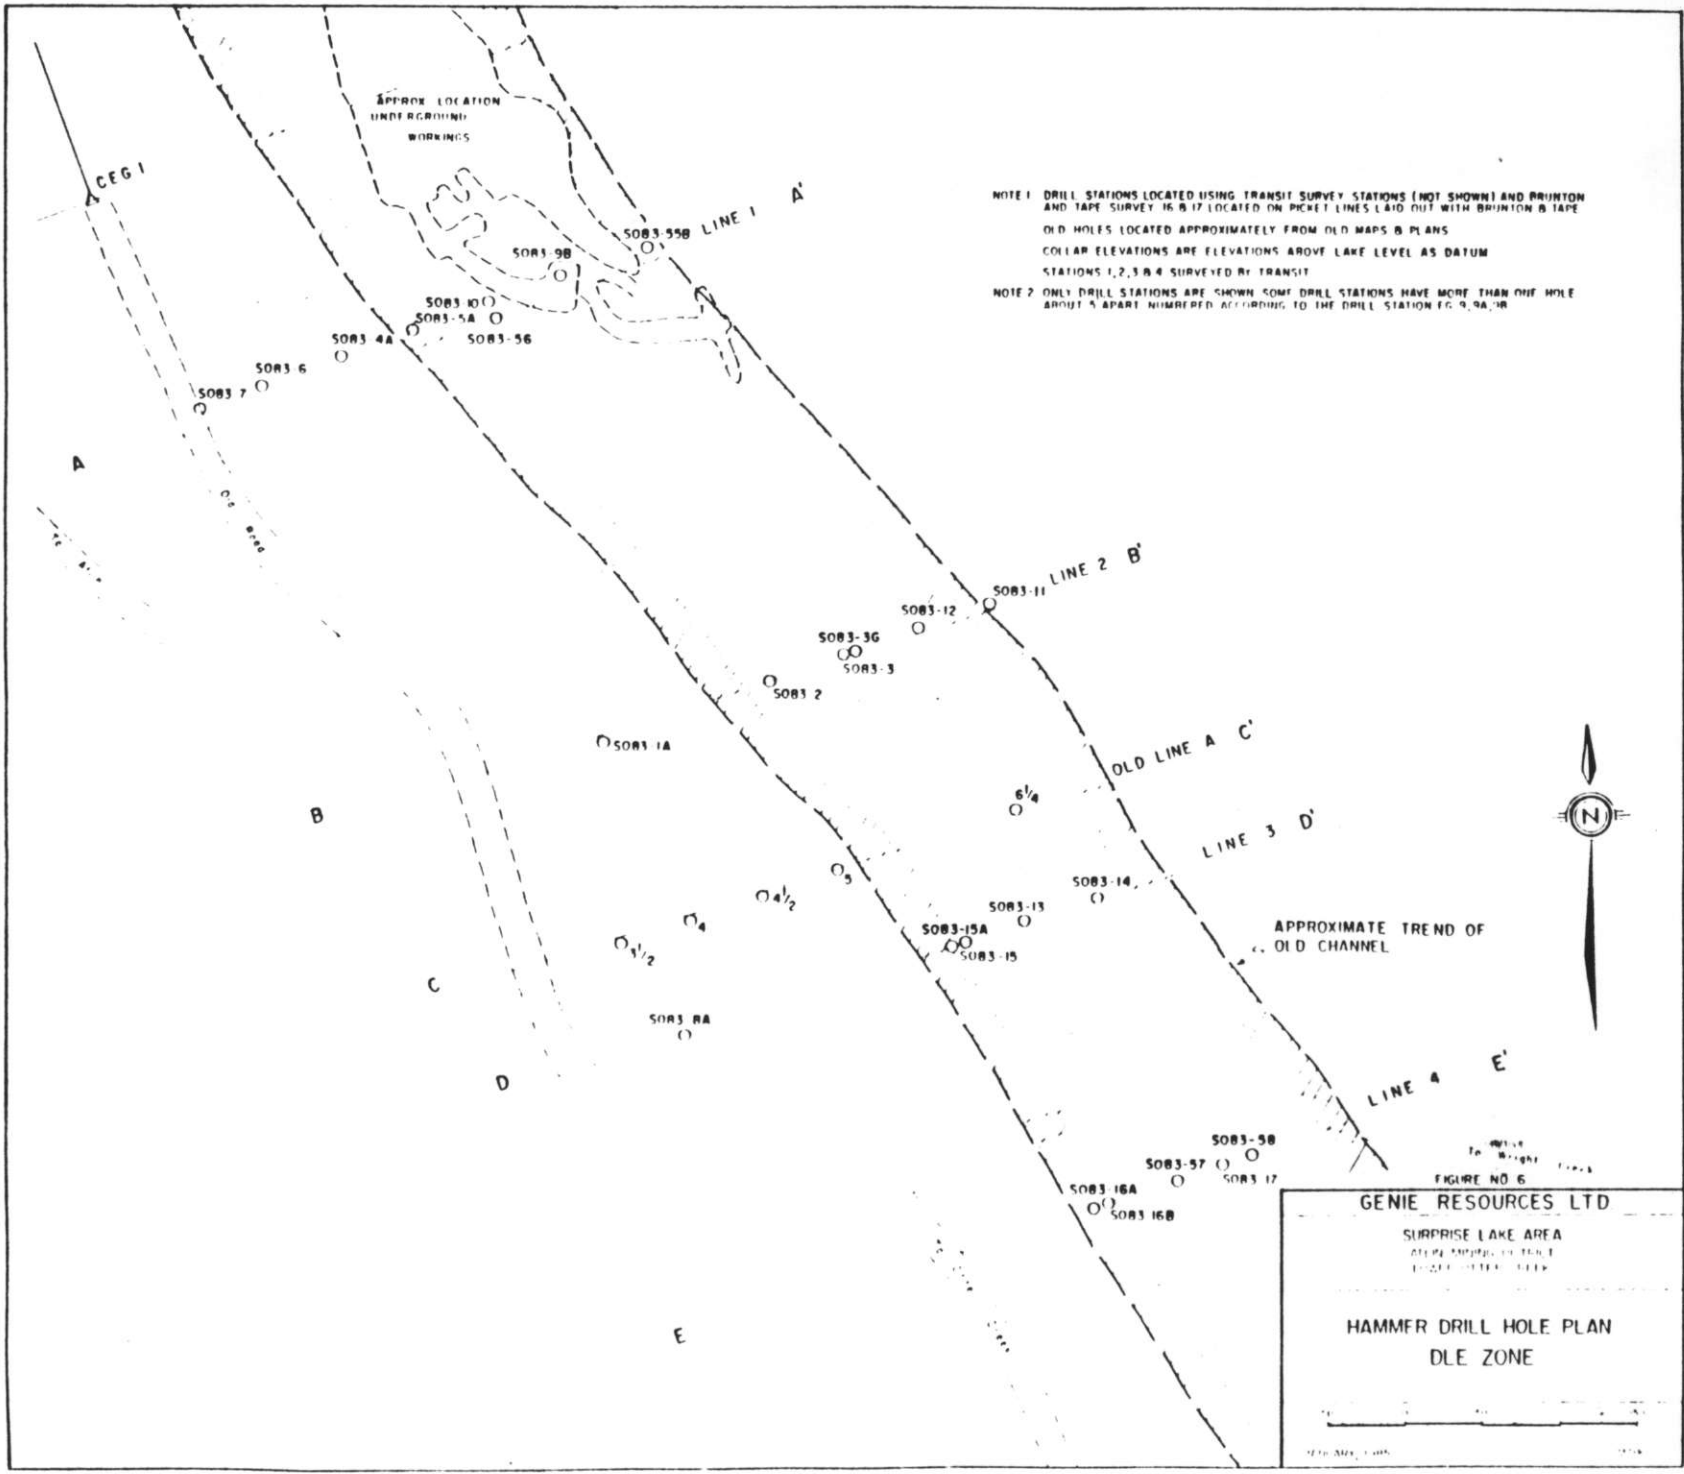 APPROX LOCATION
UNDERGROUND
WORKINGS
CEG 1
LINE 1 A'
SO83-55B
SO83-9B
SO83-10
SO83-5A
SO83-56
SO83-4A
SO83-6
SO83-7
NOTE 1 DRILL STATIONS LOCATED USING TRANSIT SURVEY STATIONS (NOT SHOWN) AND BRUNTON
AND TAPE SURVEY 16 & 17 LOCATED ON PICKET LINES LAID OUT WITH BRUNTON & TAPE
OLD HOLES LOCATED APPROXIMATELY FROM OLD MAPS & PLANS
COLLAR ELEVATIONS ARE ELEVATIONS ABOVE LAKE LEVEL AS DATUM
STATIONS 1,2,3 & 4 SURVEYED BY TRANSIT
NOTE 2 ONLY DRILL STATIONS ARE SHOWN SOME DRILL STATIONS HAVE MORE THAN ONE HOLE
ABOUT 5 APART NUMBERED ACCORDING TO THE DRILL STATION EG 9,9A,9B
A
Old Road
LINE 2 B'
SO83-11
SO83-12
SO83-3G
SO83-3
SO83 2
SO83-1A
B
OLD LINE A C'
6 1/4
LINE 3 D'
5
4 1/2
4
3 1/2
SO83-14
SO83-13
SO83-15A
SO83-15
APPROXIMATE TREND OF
OLD CHANNEL
N
C
SO83 8A
D
LINE 4 E'
SO83-58
SO83-57
SO83 17
SO83-16A
SO83 16B
To Wright Creek
E
FIGURE NO 6
GENIE RESOURCES LTD
SURPRISE LAKE AREA
ATLIN MINING DISTRICT
HAMMER DRILL HOLE PLAN
DLE ZONE